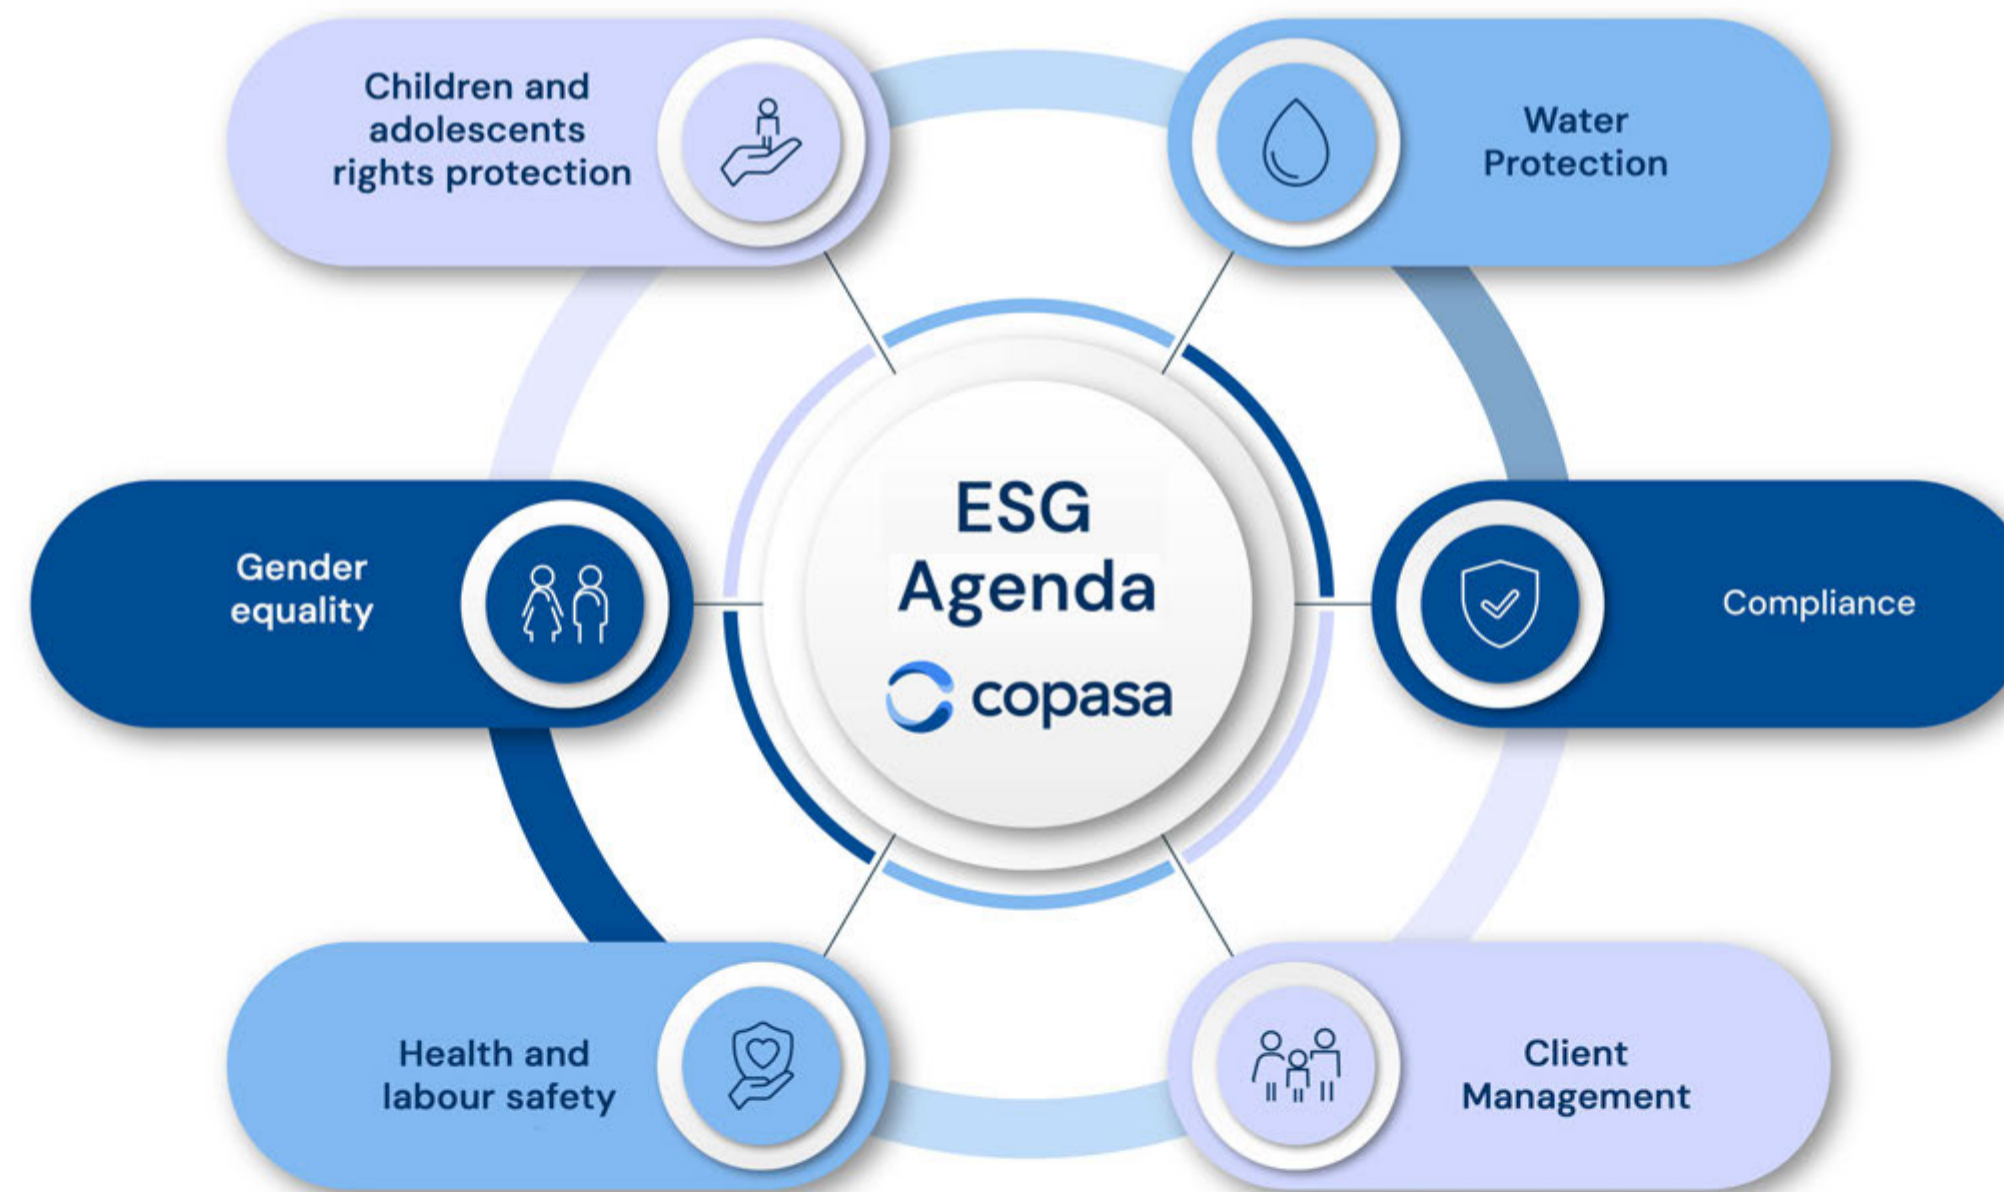 Children and
adolescents
rights protection
Water
Protection
Gender
equality
ESG
Agenda
copasa
Compliance
Health and
labour safety
Client
Management